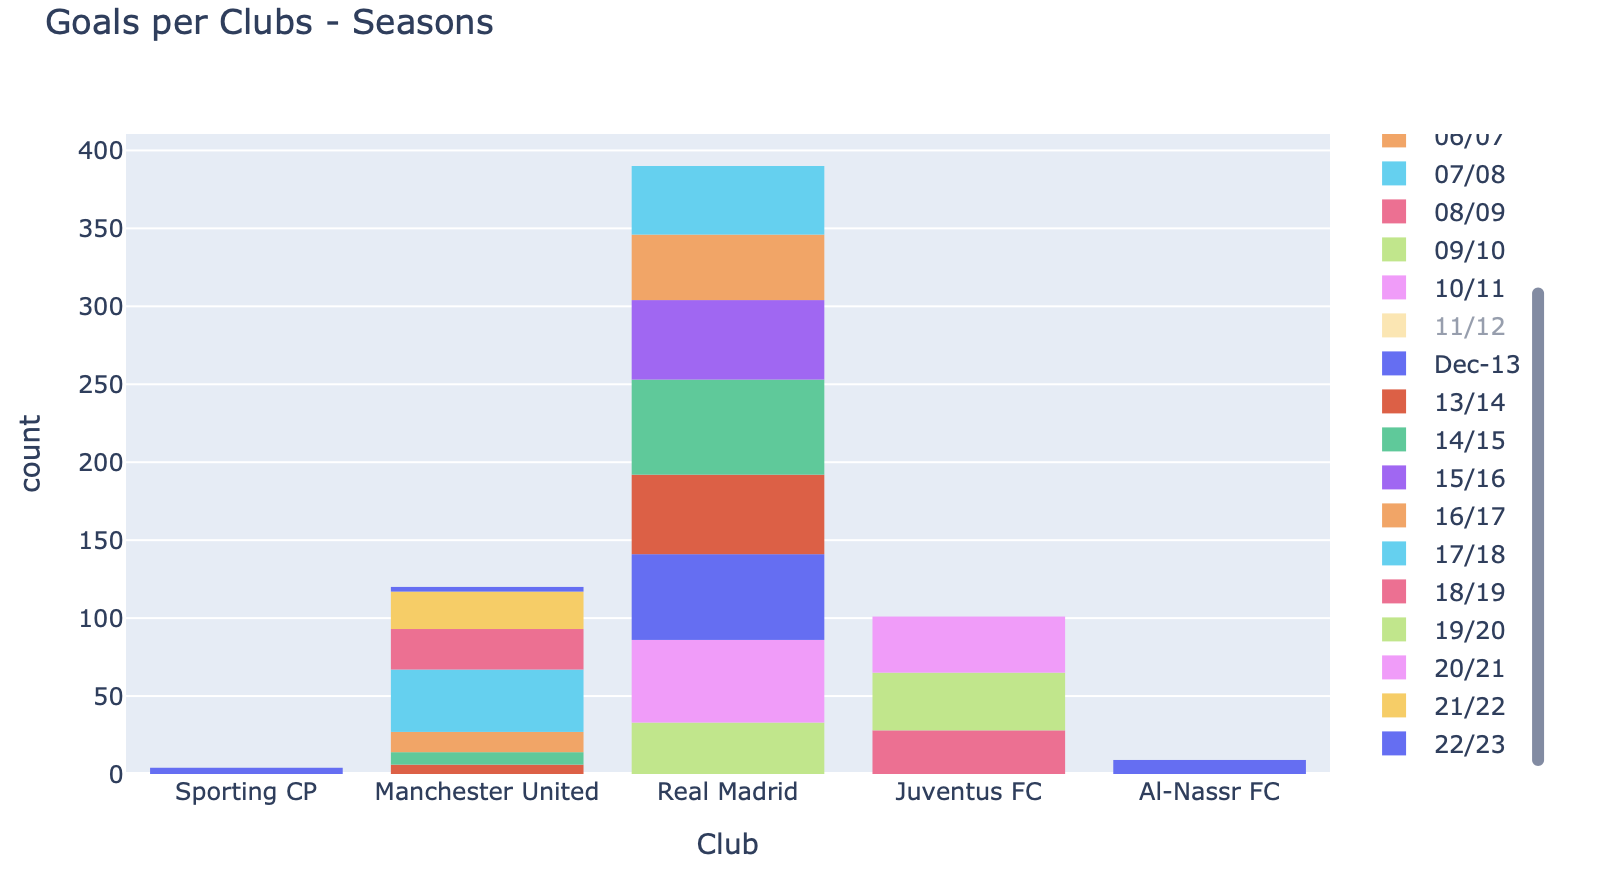 Goals per Clubs - Seasons
400
350
300
250
200
150
100
50
0
count
Sporting CP
Manchester United
Real Madrid
Juventus FC
Al-Nassr FC
Club
06/07
07/08
08/09
09/10
10/11
11/12
Dec-13
13/14
14/15
15/16
16/17
17/18
18/19
19/20
20/21
21/22
22/23